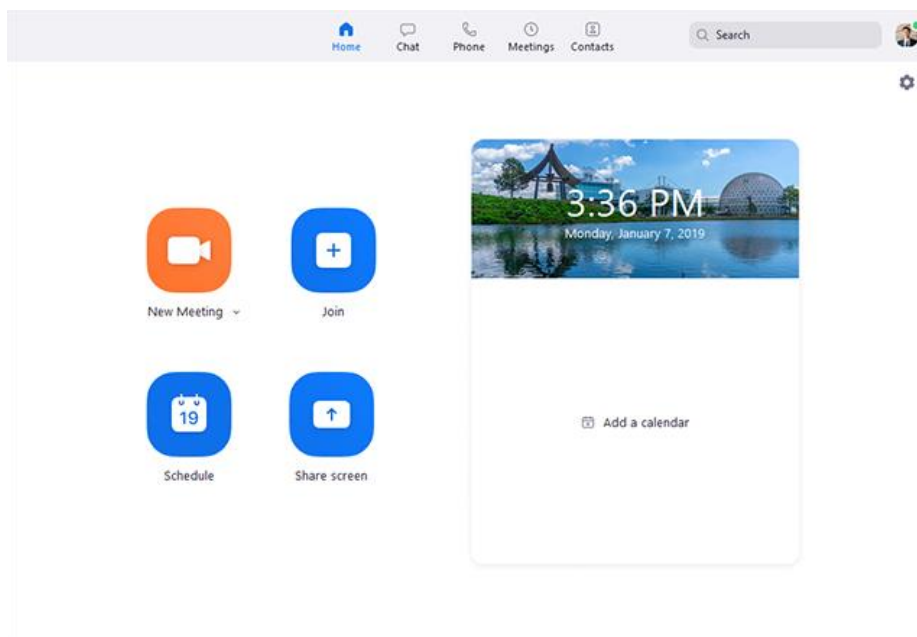 Home Chat Phone Meetings Contacts Search
3:36 PM
Monday, January 7, 2019
New Meeting Join
19
Schedule Share screen
Add a calendar